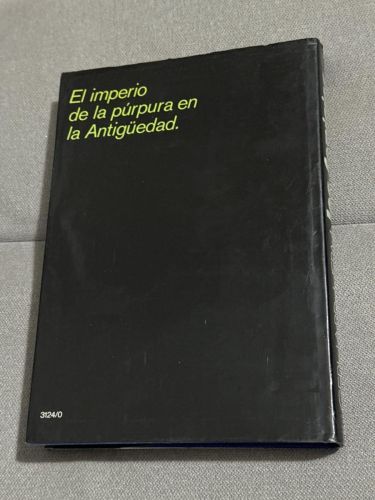 El imperio
de la púrpura en
la Antigüedad.
3124/0